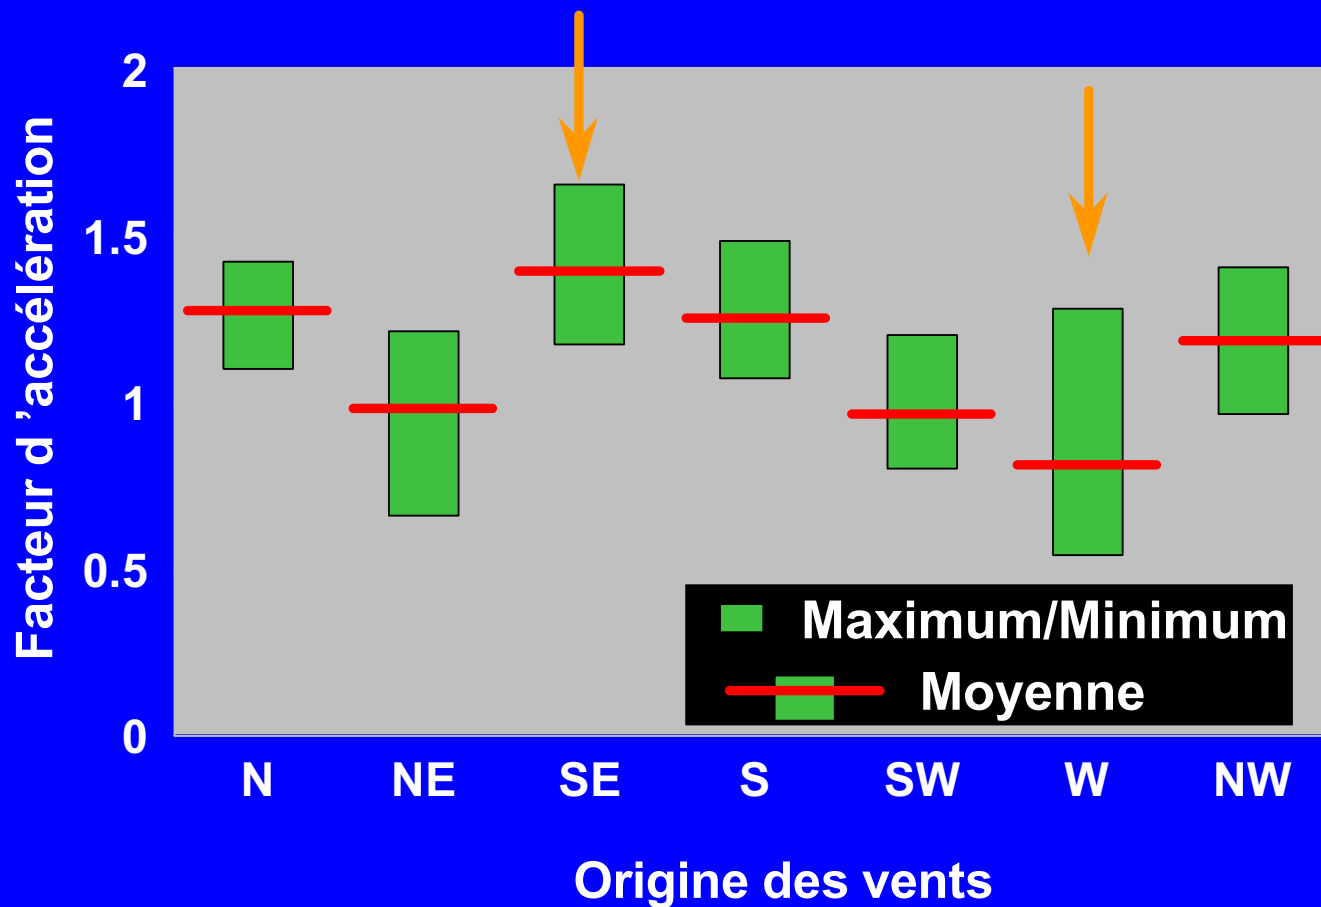 2
1.5
1
0.5
0
Facteur d ’accélération
Maximum/Minimum
Moyenne
N NE SE S SW W NW
Origine des vents